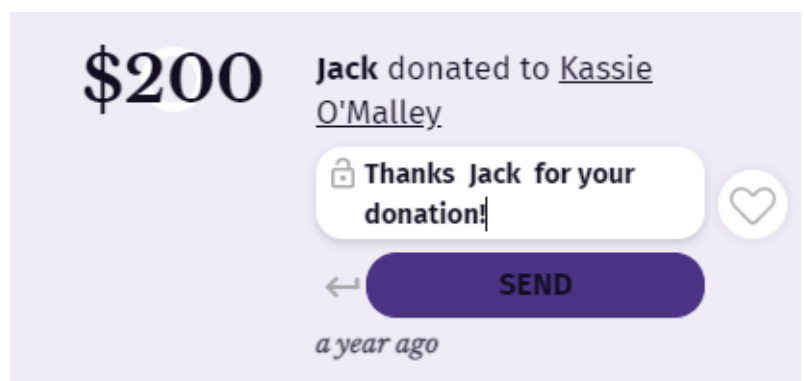 $200
Jack donated to Kassie
O'Malley
Thanks Jack for your
donation!
SEND
a year ago